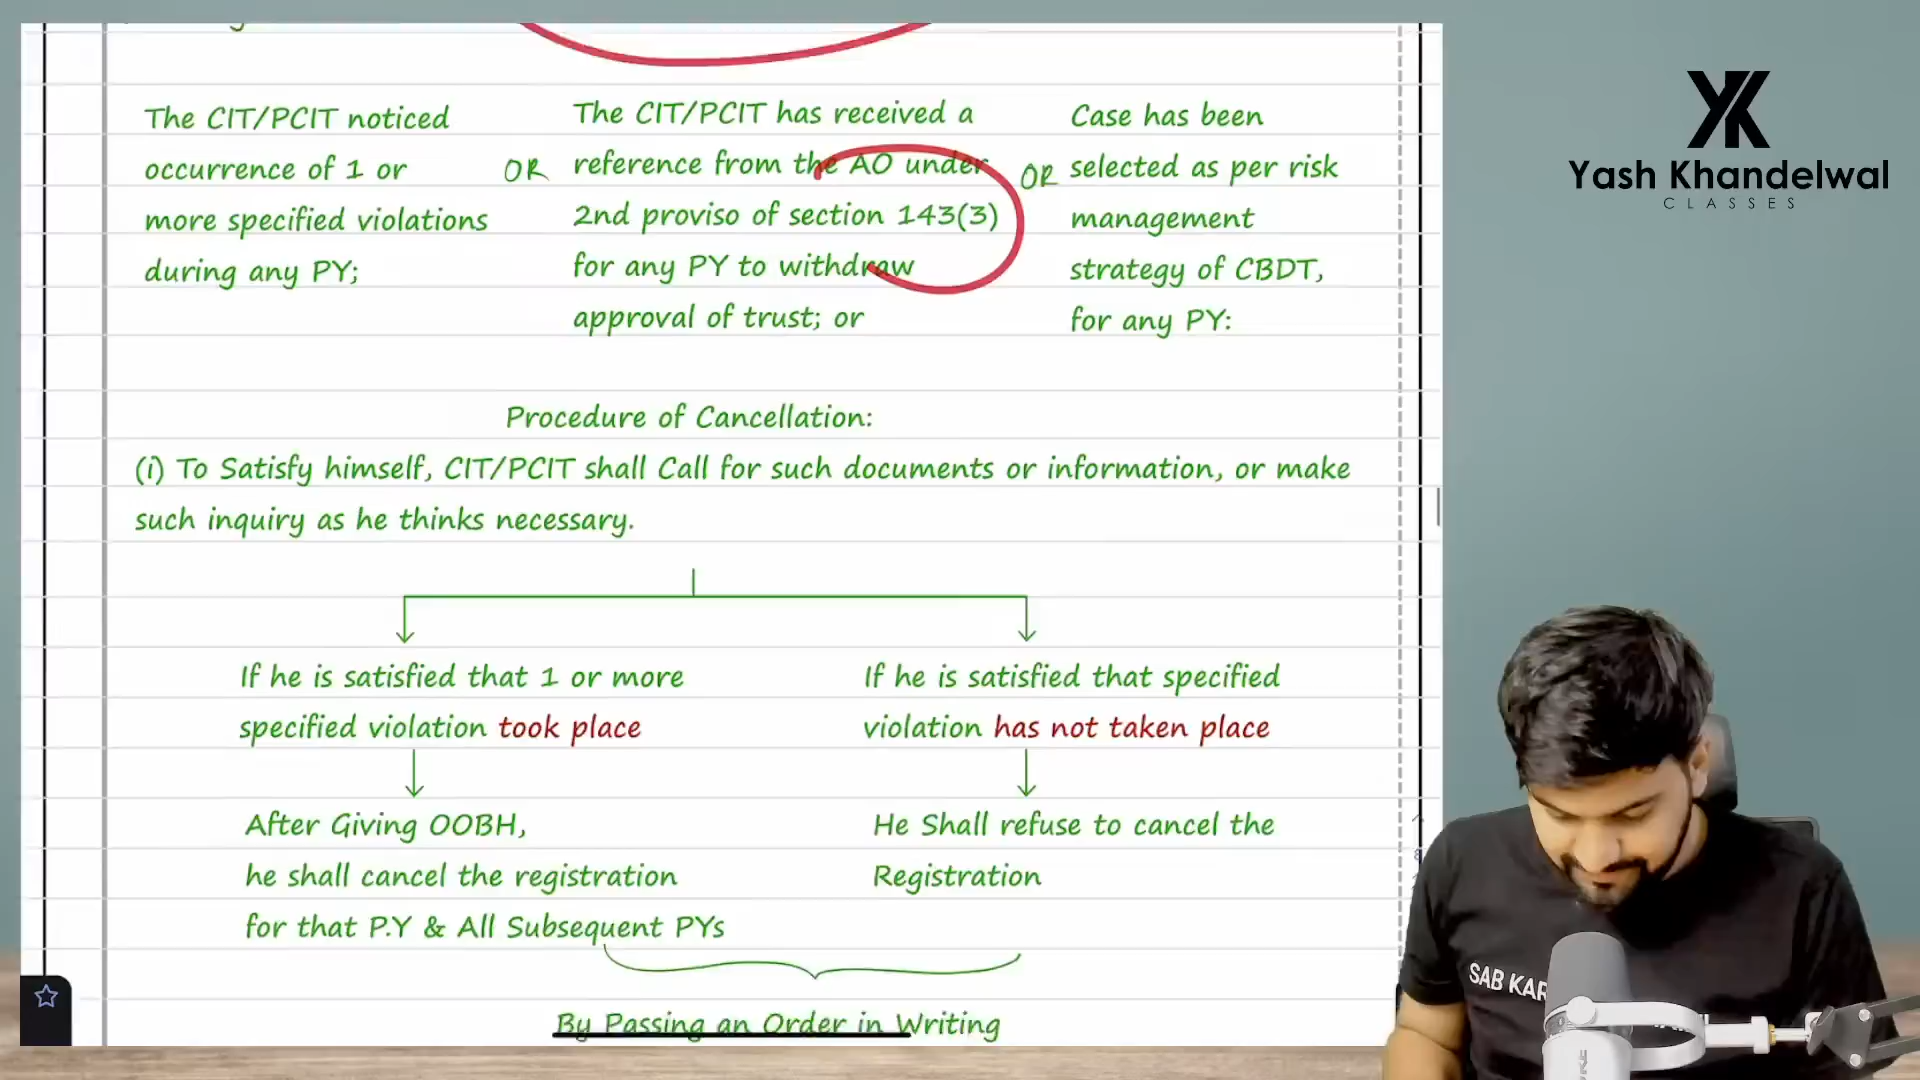 The CIT/PCIT noticed
occurrence of 1 or
more specified violations
during any PY;
OR
The CIT/PCIT has received a
reference from the AO under
2nd proviso of section 143(3)
for any PY to withdraw
approval of trust; or
OR
Case has been
selected as per risk
management
strategy of CBDT,
for any PY:
Procedure of Cancellation:
(i) To Satisfy himself, CIT/PCIT shall Call for such documents or information, or make
such inquiry as he thinks necessary.
If he is satisfied that 1 or more
specified violation took place
After Giving OOBH,
he shall cancel the registration
for that P.Y & All Subsequent PYs
If he is satisfied that specified
violation has not taken place
He Shall refuse to cancel the
Registration
By Passing an Order in Writing
YK
Yash Khandelwal
CLASSES
SAB KAR